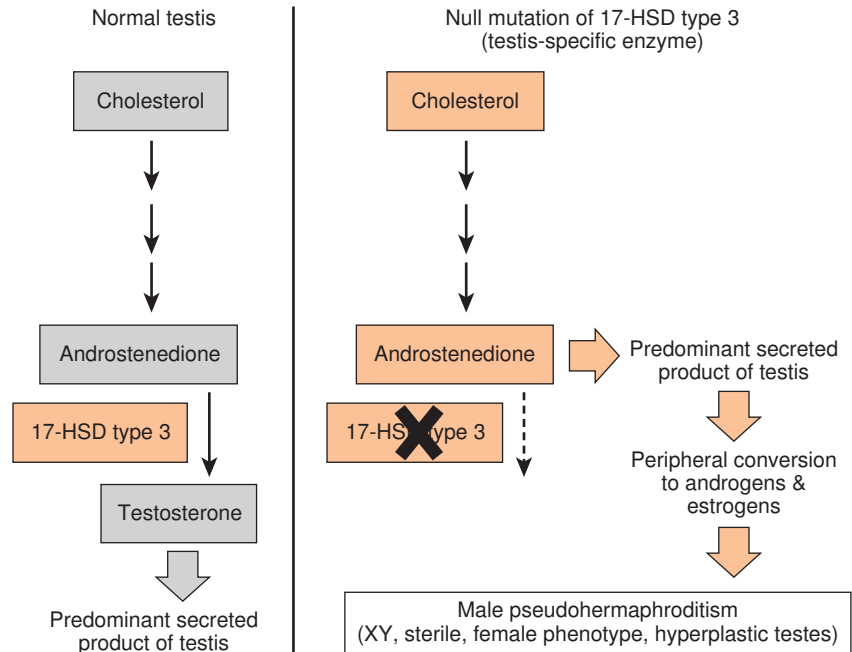 Normal testis
Cholesterol
Androstenedione
17-HSD type 3
Testosterone
Predominant secreted
product of testis
Null mutation of 17-HSD type 3
(testis-specific enzyme)
Cholesterol
Androstenedione
Predominant secreted
product of testis
17-HSD type 3
Peripheral conversion
to androgens &
estrogens
Male pseudohermaphroditism
(XY, sterile, female phenotype, hyperplastic testes)